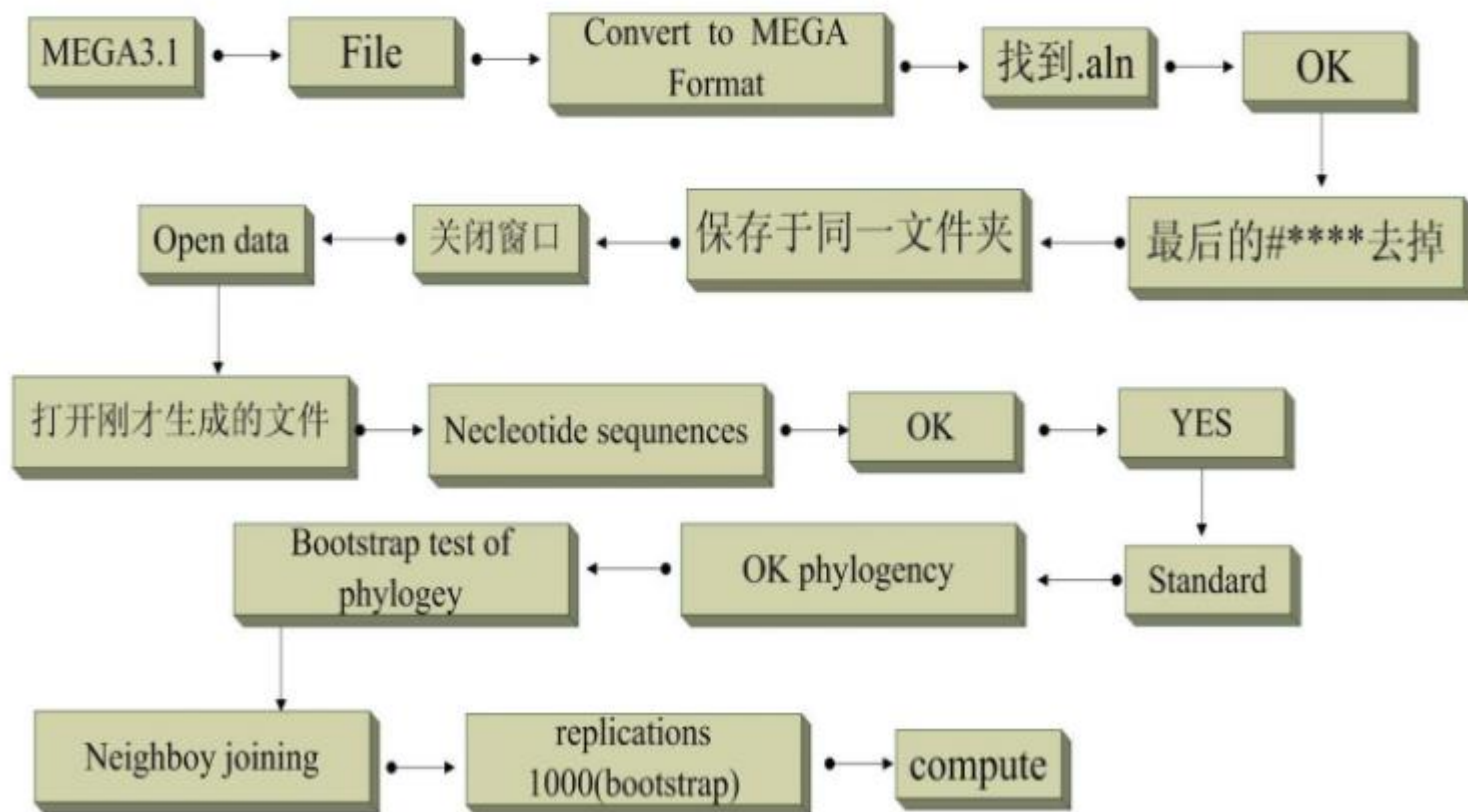 MEGA3.1
File
Convert to MEGA
Format
找到.aln
OK
最后的#****去掉
保存于同一文件夹
关闭窗口
Open data
打开刚才生成的文件
Necleotide sequnences
OK
YES
Standard
OK phylogency
Bootstrap test of
phylogey
Neighboy joining
replications
1000(bootstrap)
compute